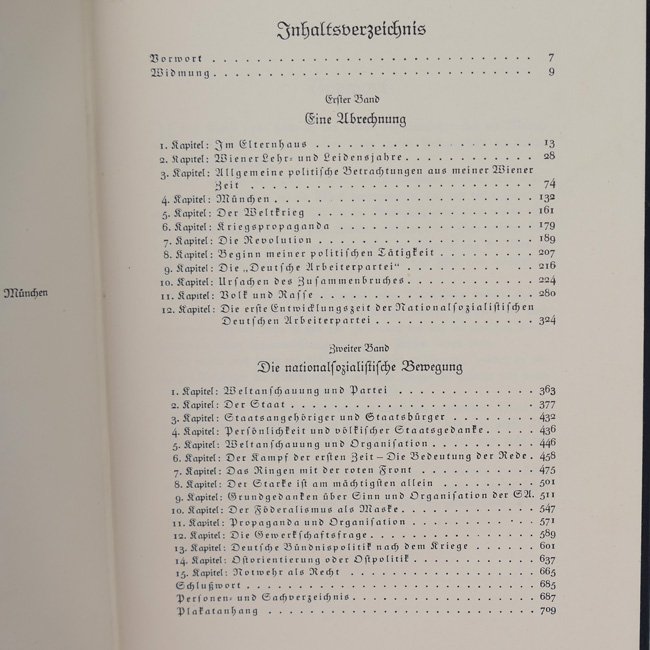 Inhaltsverzeichnis
Vorwort . . . . . . . . . . . . . . . . . . . . . . . . . . 7
Widmung . . . . . . . . . . . . . . . . . . . . . . . . . . 9
Erster Band
Eine Abrechnung
1. Kapitel: Im Elternhaus . . . . . . . . . . . . . . . . . 13
2. Kapitel: Wiener Lehr- und Leidensjahre . . . . . . . . . . 28
3. Kapitel: Allgemeine politische Betrachtungen aus meiner Wiener
Zeit . . . . . . . . . . . . . . . . . . . . . 74
4. Kapitel: München . . . . . . . . . . . . . . . . . . . 132
5. Kapitel: Der Weltkrieg . . . . . . . . . . . . . . . . . 161
6. Kapitel: Kriegspropaganda . . . . . . . . . . . . . . . 179
7. Kapitel: Die Revolution . . . . . . . . . . . . . . . . 189
8. Kapitel: Beginn meiner politischen Tätigkeit . . . . . . . 207
9. Kapitel: Die „Deutsche Arbeiterpartei“ . . . . . . . . . . 216
10. Kapitel: Ursachen des Zusammenbruches . . . . . . . . . 224
11. Kapitel: Volk und Rasse . . . . . . . . . . . . . . . . 280
12. Kapitel: Die erste Entwicklungszeit der Nationalsozialistischen
Deutschen Arbeiterpartei . . . . . . . . . . . . 324
München
Zweiter Band
Die nationalsozialistische Bewegung
1. Kapitel: Weltanschauung und Partei . . . . . . . . . . . 363
2. Kapitel: Der Staat . . . . . . . . . . . . . . . . . . 377
3. Kapitel: Staatsangehöriger und Staatsbürger . . . . . . . 432
4. Kapitel: Persönlichkeit und völkischer Staatsgedanke . . . . 436
5. Kapitel: Weltanschauung und Organisation . . . . . . . . 446
6. Kapitel: Der Kampf der ersten Zeit – Die Bedeutung der Rede . 458
7. Kapitel: Das Ringen mit der roten Front . . . . . . . . . 475
8. Kapitel: Der Starke ist am mächtigsten allein . . . . . . . 501
9. Kapitel: Grundgedanken über Sinn und Organisation der SA. . 511
10. Kapitel: Der Föderalismus als Maske . . . . . . . . . . 547
11. Kapitel: Propaganda und Organisation . . . . . . . . . . 571
12. Kapitel: Die Gewerkschaftsfrage . . . . . . . . . . . . 589
13. Kapitel: Deutsche Bündnispolitik nach dem Kriege . . . . . 601
14. Kapitel: Ostorientierung oder Ostpolitik . . . . . . . . . 637
15. Kapitel: Notwehr als Recht . . . . . . . . . . . . . . 665
Schlußwort . . . . . . . . . . . . . . . . . . . . . . . 685
Personen- und Sachverzeichnis . . . . . . . . . . . . . . . 687
Plakatanhang . . . . . . . . . . . . . . . . . . . . . . 709